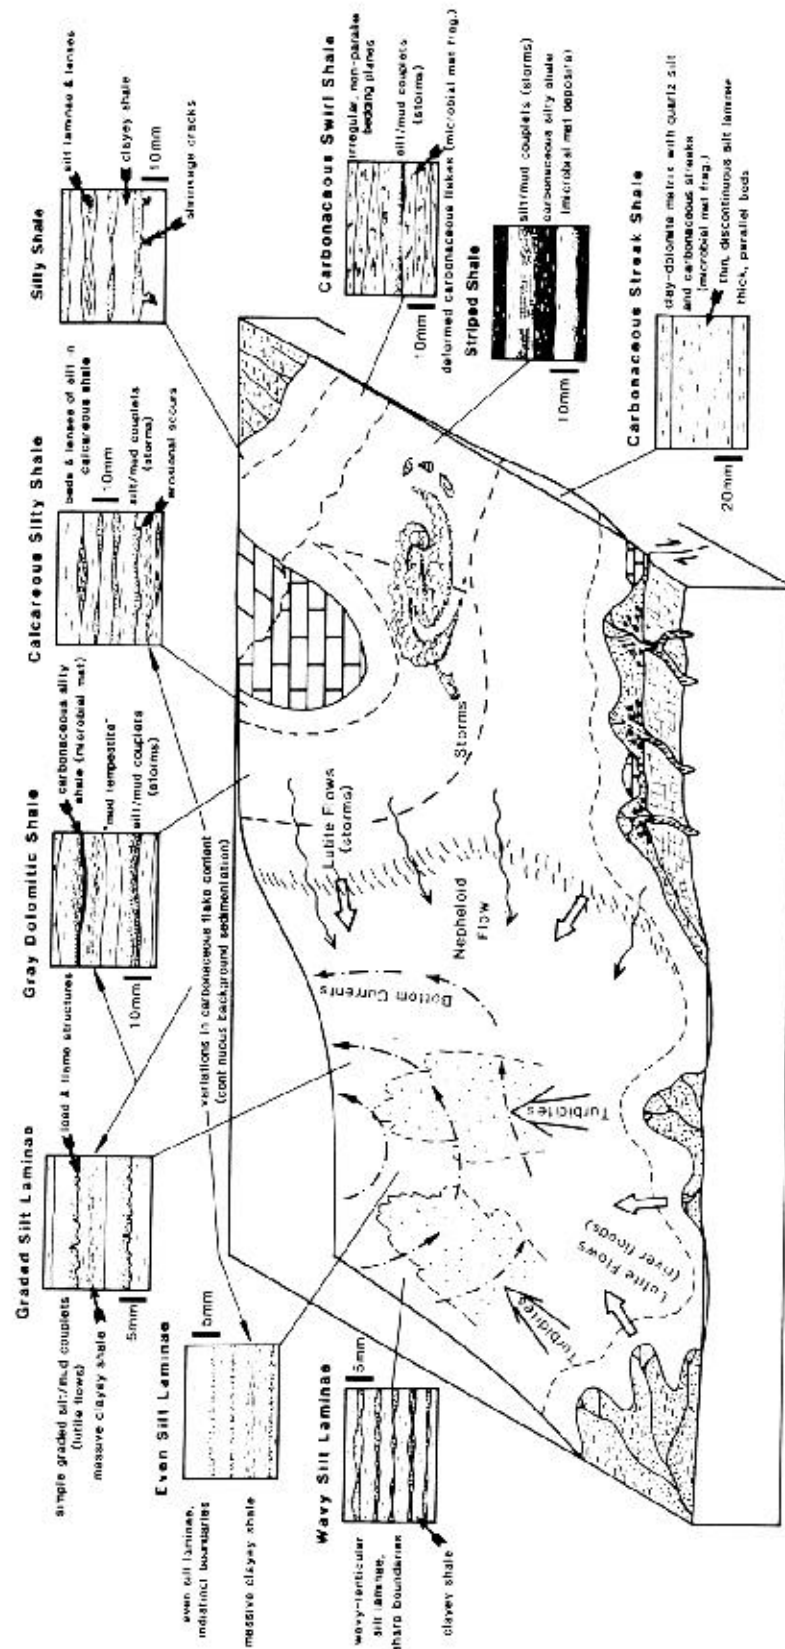 Graded Silt Laminae
simple graded silt/mud couplets
(lutite flows)
massive clayey shale
load & flame structures
5mm
Gray Dolomitic Shale
carbonaceous silty
shale (microbial mat)
"mud tempestite"
silt/mud couplets
(storms)
10mm
Calcareous Silty Shale
beds & lenses of silt in
calcareous shale
10mm
silt/mud couplets
(storms)
erosional scours
Silty Shale
silt laminae & lenses
clayey shale
10mm
shrinkage cracks
Even Silt Laminae
even silt laminae,
indistinct boundaries
massive clayey shale
5mm
variations in carbonaceous flake content
(continuous background sedimentation)
Carbonaceous Swirl Shale
irregular, non-parallel
bedding planes
silt/mud couplets
(storms)
10mm
deformed carbonaceous flakes (microbial mat frag.)
Wavy Silt Laminae
wavy-lenticular
silt laminae,
sharp boundaries
clayey shale
5mm
Striped Shale
silt/mud couplets (storms)
carbonaceous silty shale
(microbial mat deposits)
10mm
Carbonaceous Streak Shale
clay-dolomite matrix with quartz silt
and carbonaceous streaks
(microbial mat frag.)
thin, discontinuous silt laminae
thick, parallel beds
20mm
Lutite Flows
(storms)
Storms
Nepheloid
Flow
Bottom Currents
Turbidites
Turbidites
Lutite Flows
(river floods)